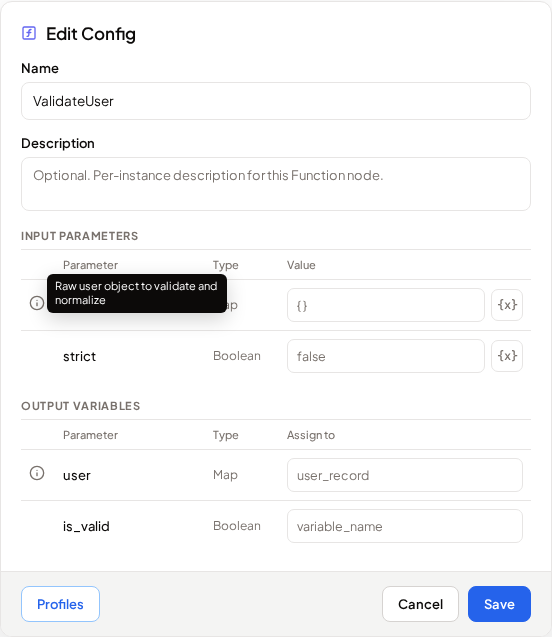 Edit Config
Name
ValidateUser
Description
Optional. Per-instance description for this Function node.
INPUT PARAMETERS
Parameter Type Value
Raw user object to validate and
normalize
{}
{x}
strict Boolean false {x}
OUTPUT VARIABLES
Parameter Type Assign to
user Map user_record
is_valid Boolean variable_name
Profiles Cancel Save